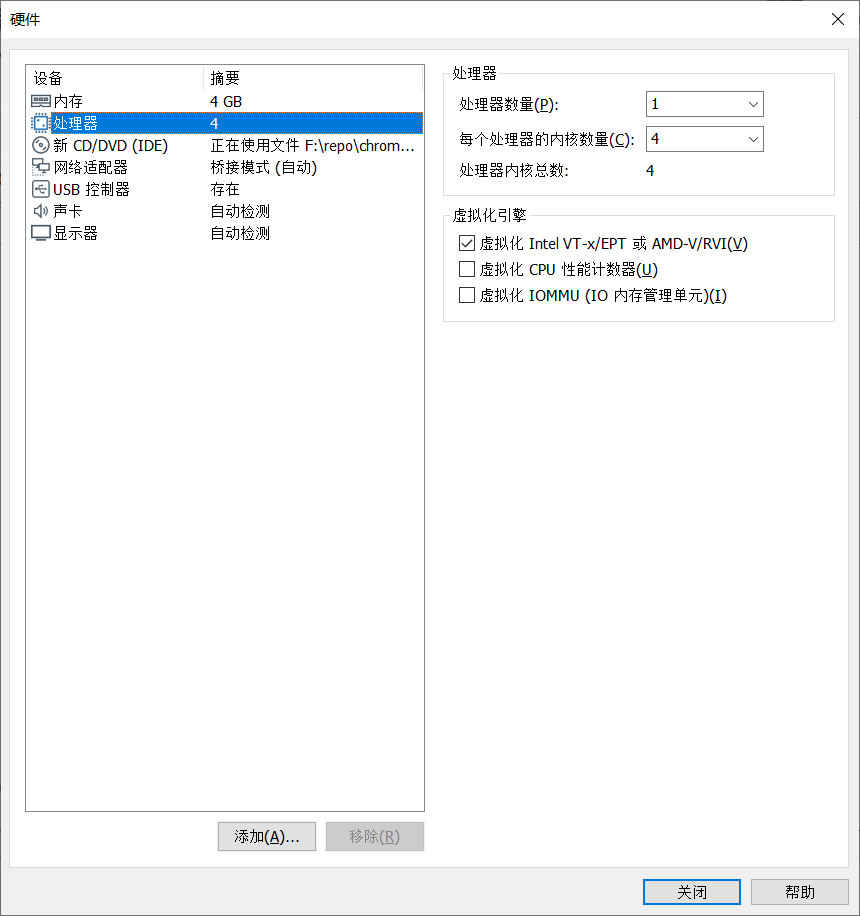 硬件
设备 摘要
内存 4 GB
处理器 4
新 CD/DVD (IDE) 正在使用文件 F:\repo\chrom...
网络适配器 桥接模式 (自动)
USB 控制器 存在
声卡 自动检测
显示器 自动检测
添加(A)...
移除(R)
处理器
处理器数量(P): 1
每个处理器的内核数量(C): 4
处理器内核总数: 4
虚拟化引擎
虚拟化 Intel VT-x/EPT 或 AMD-V/RVI(V)
虚拟化 CPU 性能计数器(U)
虚拟化 IOMMU (IO 内存管理单元)(I)
关闭
帮助